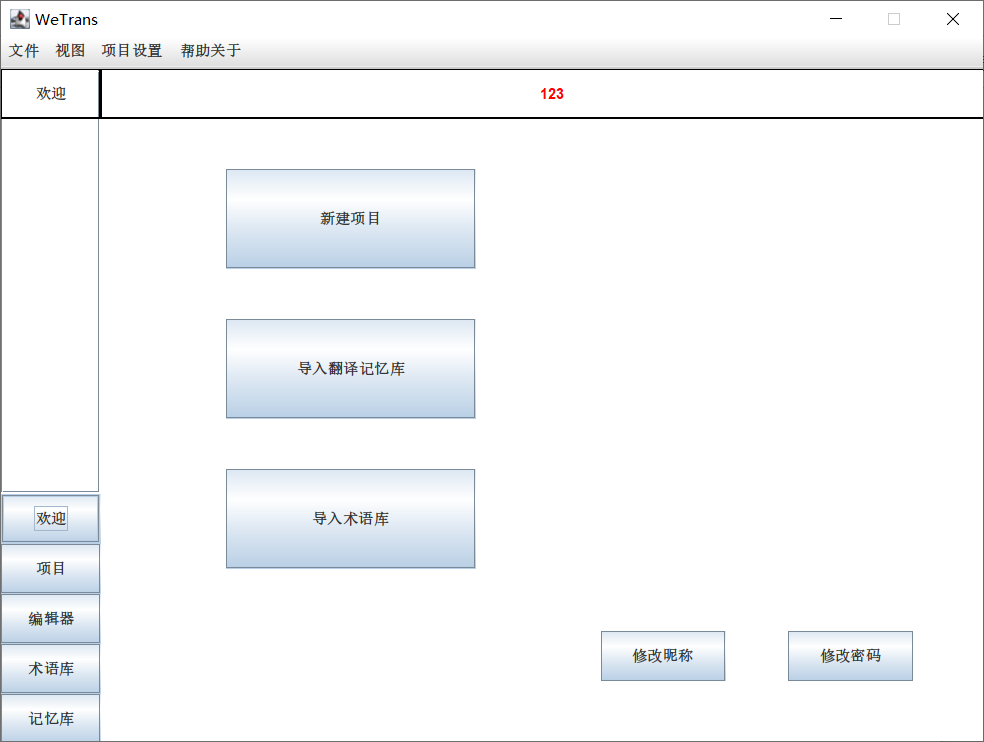 WeTrans
文件 视图 项目设置 帮助关于
欢迎 123
新建项目
导入翻译记忆库
导入术语库
欢迎
项目
编辑器
术语库
记忆库
修改昵称 修改密码